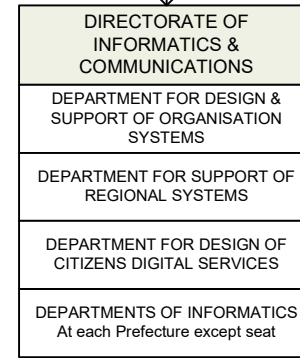 DIRECTORATE OF
INFORMATICS &
COMMUNICATIONS
DEPARTMENT FOR DESIGN &
SUPPORT OF ORGANISATION
SYSTEMS
DEPARTMENT FOR SUPPORT OF
REGIONAL SYSTEMS
DEPARTMENT FOR DESIGN OF
CITIZENS DIGITAL SERVICES
DEPARTMENTS OF INFORMATICS
At each Prefecture except seat